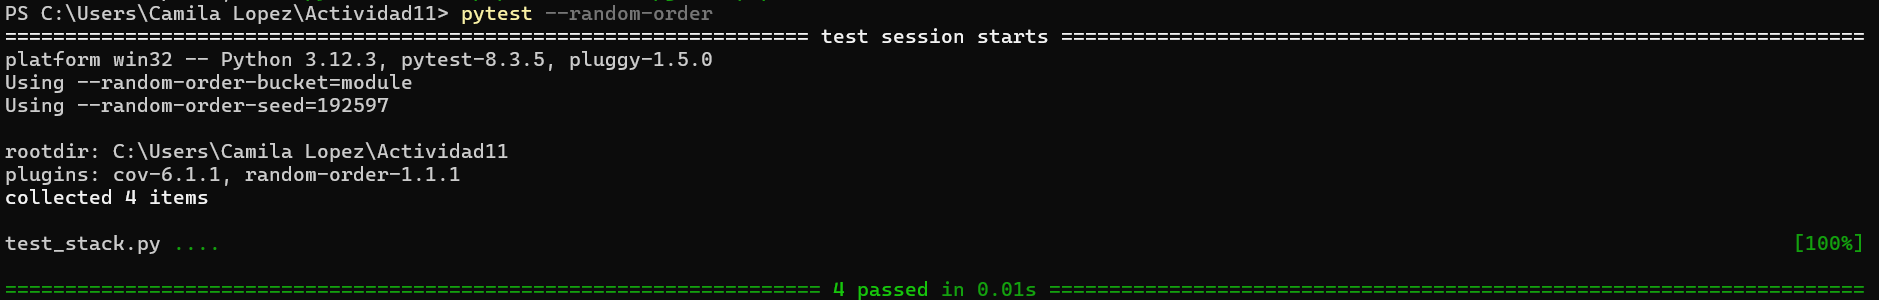 PS C:\Users\Camila Lopez\Actividad11> pytest --random-order
=================================================================== test session starts ===================================================================
platform win32 -- Python 3.12.3, pytest-8.3.5, pluggy-1.5.0
Using --random-order-bucket=module
Using --random-order-seed=192597
rootdir: C:\Users\Camila Lopez\Actividad11
plugins: cov-6.1.1, random-order-1.1.1
collected 4 items
test_stack.py .... [100%]
==================================================================== 4 passed in 0.01s ====================================================================